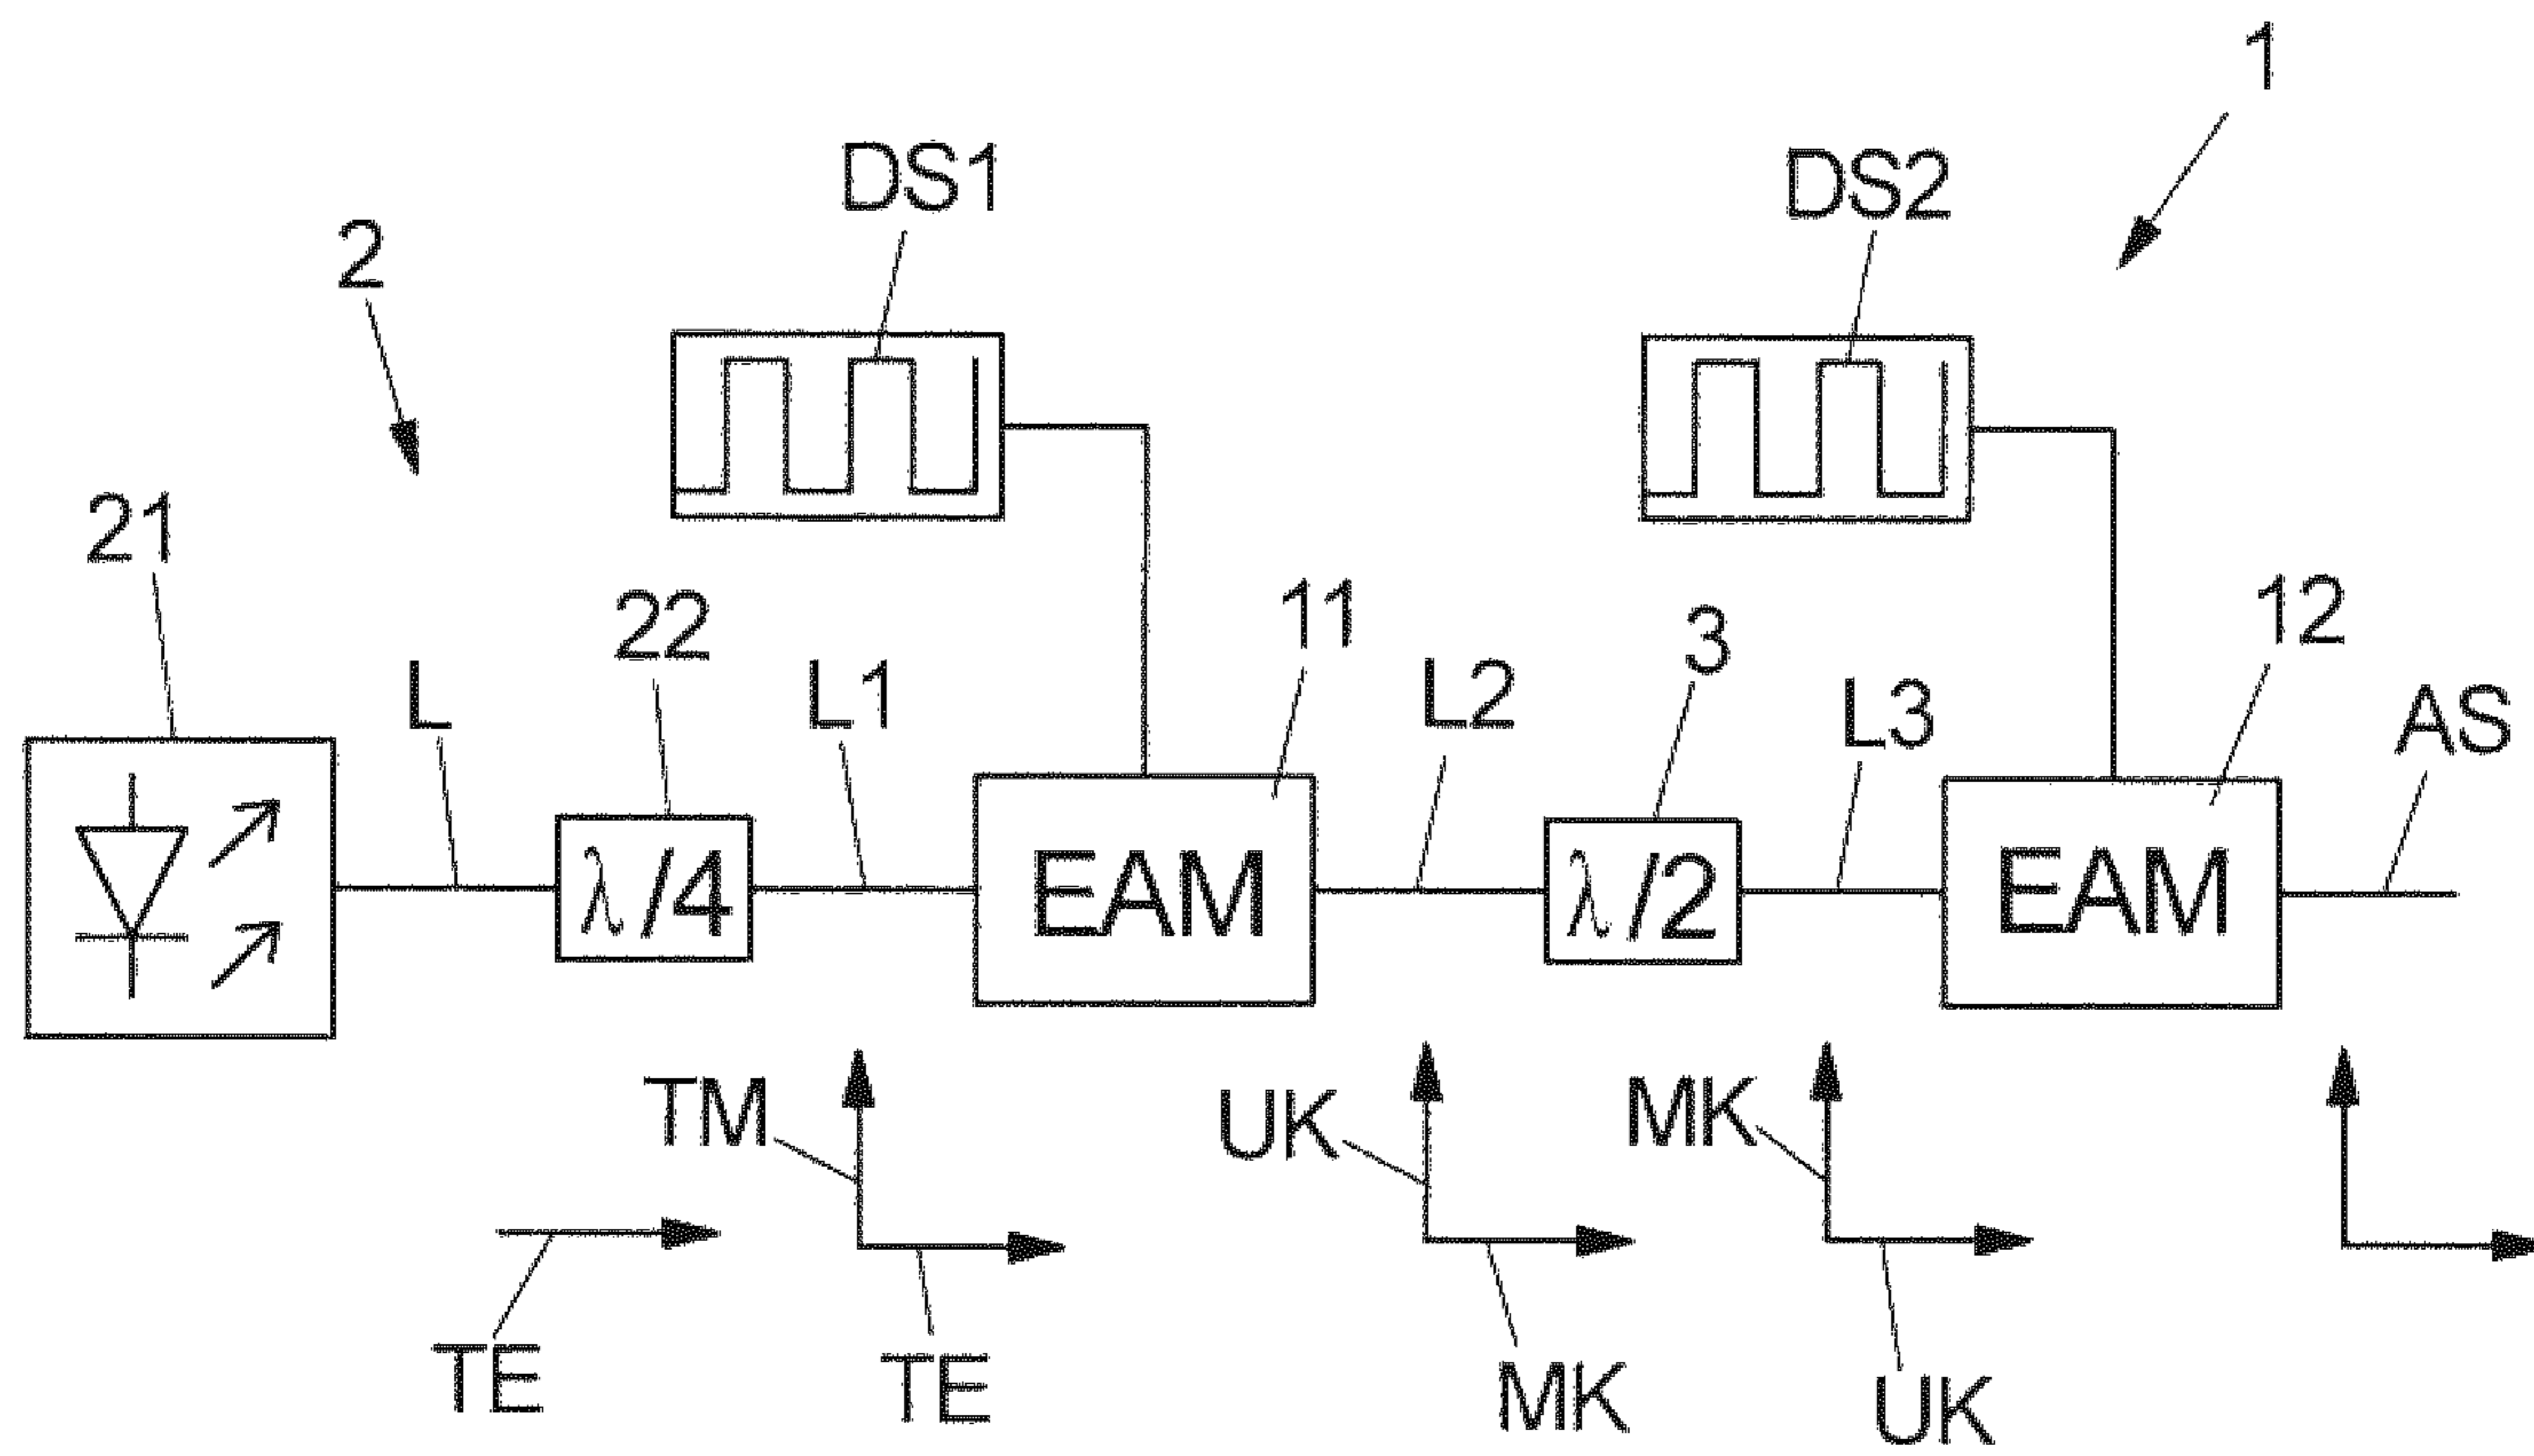 1
DS1
DS2
2
21
22
11
3
12
L
L1
L2
L3
AS
λ/4
EAM
λ/2
EAM
TM
UK
MK
TE
TE
MK
UK